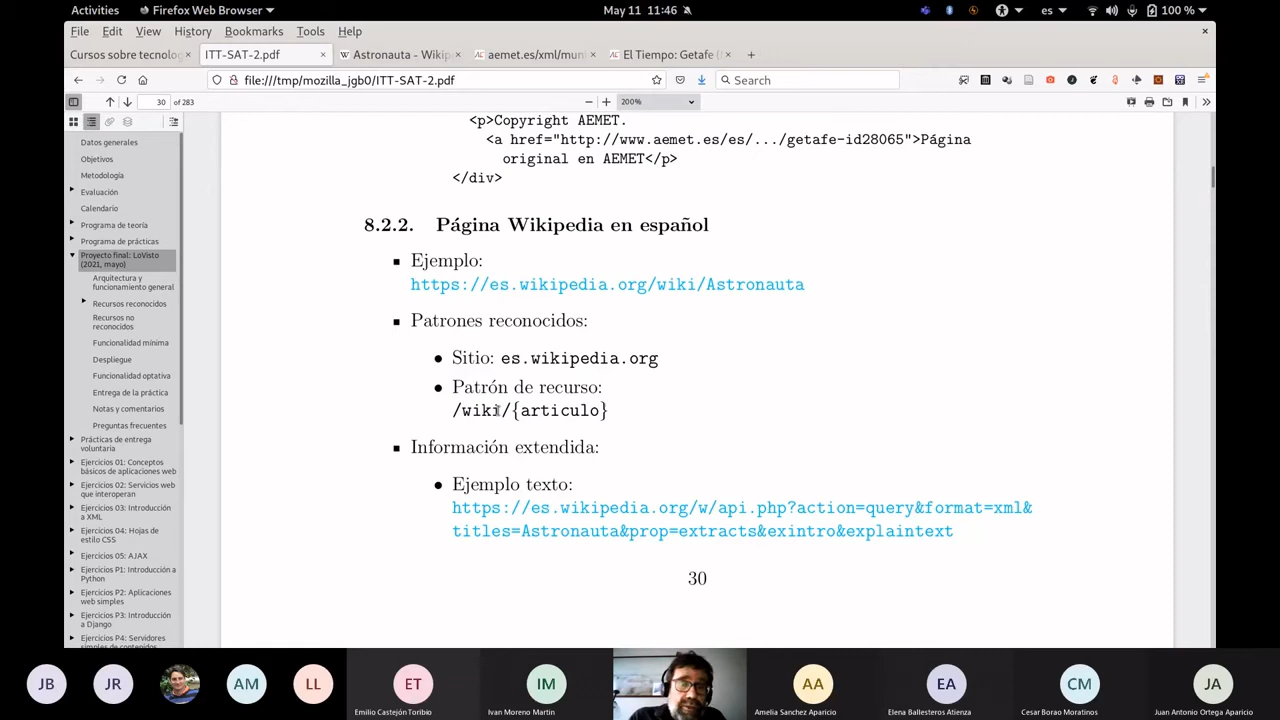 Activities
Firefox Web Browser
May 11 11:46
es
100 %
File Edit View History Bookmarks Tools Help
Cursos sobre tecnolog
ITT-SAT-2.pdf
Astronauta - Wikip
aemet.es/xml/mun
El Tiempo: Getafe (
file:///tmp/mozilla_jgb0/ITT-SAT-2.pdf
Search
30 of 283
200%
Datos generales
Objetivos
Metodología
Evaluación
Calendario
Programa de teoría
Programa de prácticas
Proyecto final: LoVisto
(2021, mayo)
Arquitectura y
funcionamiento general
Recursos reconocidos
Recursos no
reconocidos
Funcionalidad mínima
Despliegue
Funcionalidad optativa
Entrega de la práctica
Notas y comentarios
Preguntas frecuentes
Prácticas de entrega
voluntaria
Ejercicios 01: Conceptos
básicos de aplicaciones web
Ejercicios 02: Servicios web
que interoperan
Ejercicios 03: Introducción
a XML
Ejercicios 04: Hojas de
estilo CSS
Ejercicios 05: AJAX
Ejercicios P1: Introducción a
Python
Ejercicios P2: Aplicaciones
web simples
Ejercicios P3: Introducción
a Django
Ejercicios P4: Servidores
simples de contenidos
<p>Copyright AEMET.
<a href="http://www.aemet.es/es/.../getafe-id28065">Página
original en AEMET</p>
</div>
8.2.2. Página Wikipedia en español
Ejemplo:
https://es.wikipedia.org/wiki/Astronauta
Patrones reconocidos:
Sitio: es.wikipedia.org
Patrón de recurso:
/wiki/{articulo}
Información extendida:
Ejemplo texto:
https://es.wikipedia.org/w/api.php?action=query&format=xml&
titles=Astronauta&prop=extracts&exintro&explaintext
30
JB
JR
AM
LL
ET
Emilio Castejón Toribio
IM
Ivan Moreno Martin
AA
Amelia Sanchez Aparicio
EA
Elena Ballesteros Atienza
CM
Cesar Borao Moratinos
JA
Juan Antonio Ortega Aparicio